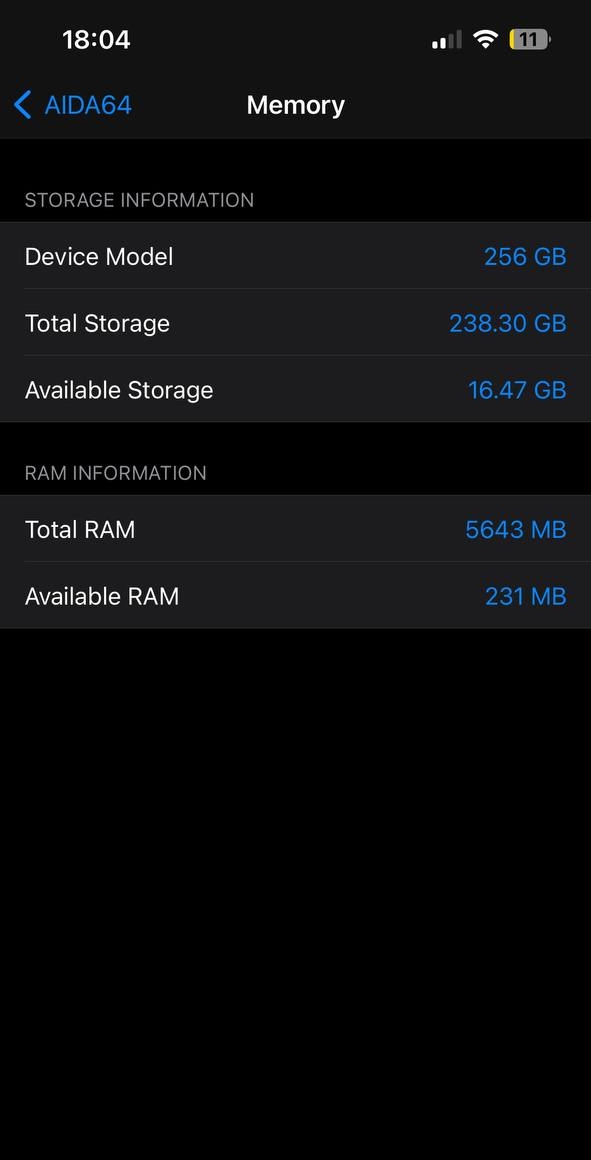 18:04 11
AIDA64 Memory
STORAGE INFORMATION
Device Model 256 GB
Total Storage 238.30 GB
Available Storage 16.47 GB
RAM INFORMATION
Total RAM 5643 MB
Available RAM 231 MB